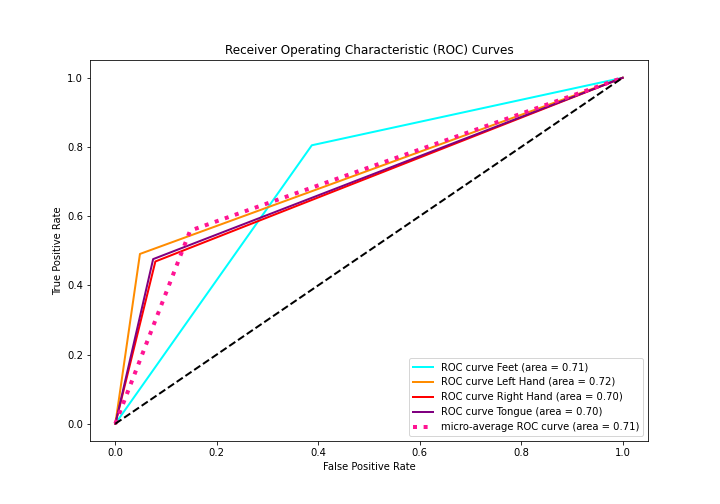 Receiver Operating Characteristic (ROC) Curves
True Positive Rate
1.0
0.8
0.6
0.4
0.2
0.0
0.0
0.2
0.4
0.6
0.8
1.0
False Positive Rate
ROC curve Feet (area = 0.71)
ROC curve Left Hand (area = 0.72)
ROC curve Right Hand (area = 0.70)
ROC curve Tongue (area = 0.70)
micro-average ROC curve (area = 0.71)